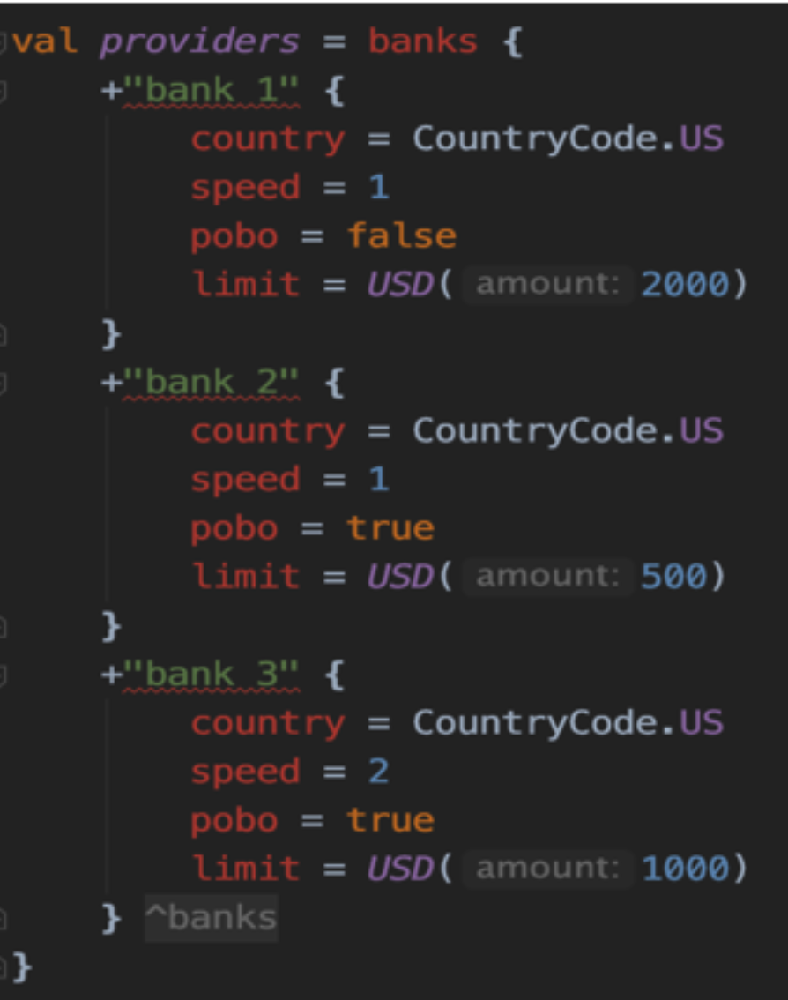 val providers = banks {
    +"bank 1" {
        country = CountryCode.US
        speed = 1
        pobo = false
        limit = USD( amount: 2000)
    }
    +"bank 2" {
        country = CountryCode.US
        speed = 1
        pobo = true
        limit = USD( amount: 500)
    }
    +"bank 3" {
        country = CountryCode.US
        speed = 2
        pobo = true
        limit = USD( amount: 1000)
    } ^banks
}